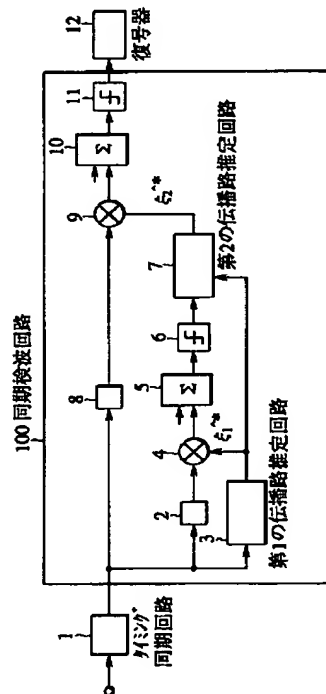 100 同期検波回路
1
タイミング
同期回路
2
3
第1の伝播路推定回路
4
ξ₁^*
5
Σ
6
7
第2の伝播路推定回路
8
9
ξ₂^*
10
Σ
11
12
復号器